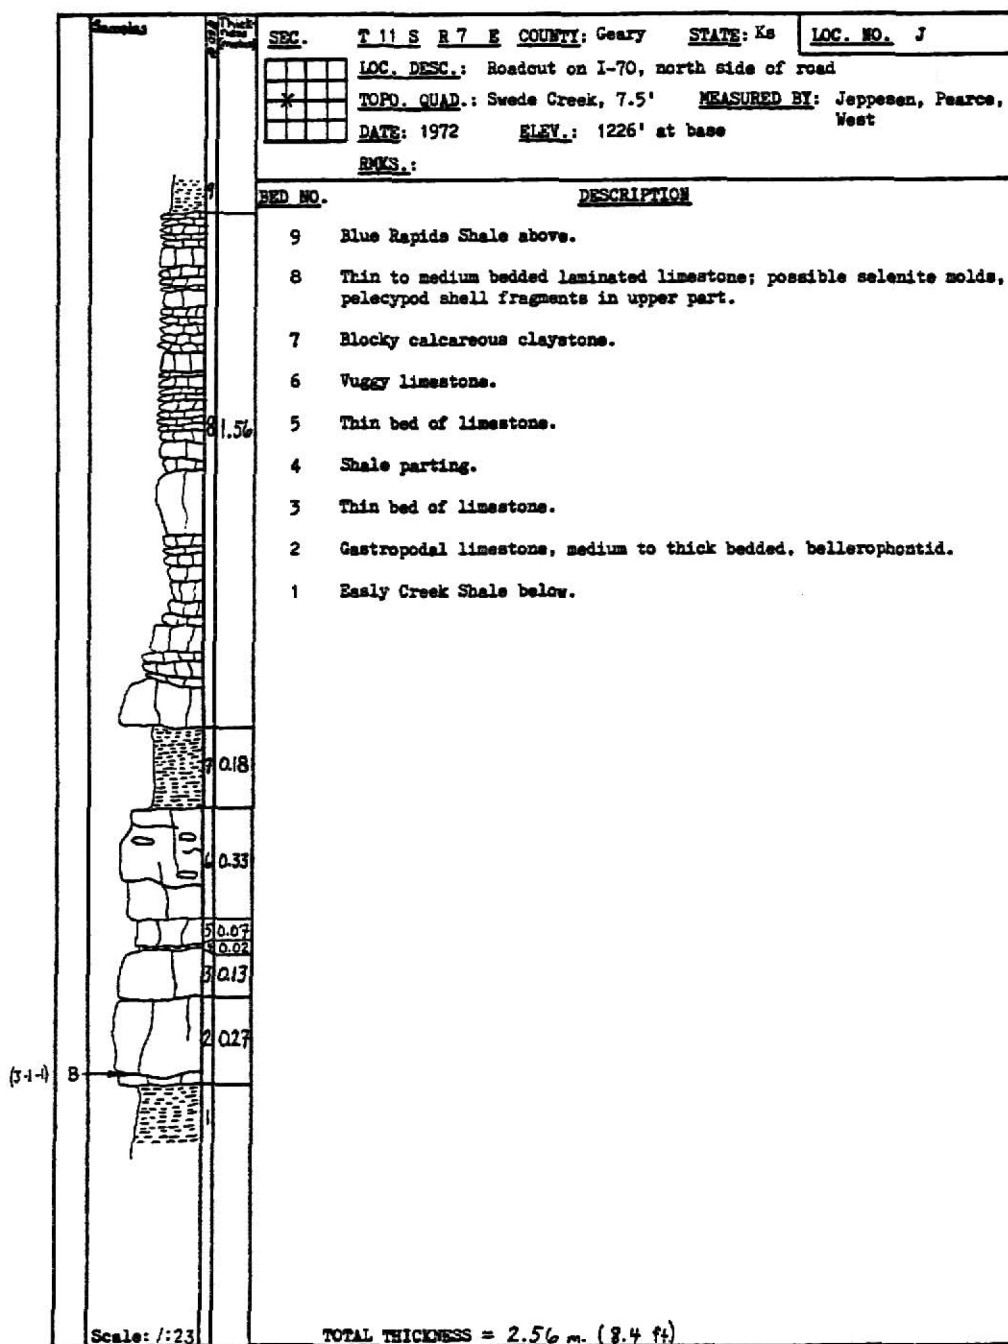 Samples
Thick-
ness
SEC. T 11 S R 7 E COUNTY: Geary STATE: Ks LOC. NO. J
LOC. DESC.: Roadcut on I-70, north side of road
TOPO. QUAD.: Swede Creek, 7.5' MEASURED BY: Jeppesen, Pearce,
West
DATE: 1972 ELEV.: 1226' at base
RMKS.:
BED NO. DESCRIPTION
9 Blue Rapids Shale above.
8 Thin to medium bedded laminated limestone; possible selenite molds,
pelecypod shell fragments in upper part.
7 Blocky calcareous claystone.
6 Vuggy limestone.
5 Thin bed of limestone.
4 Shale parting.
3 Thin bed of limestone.
2 Gastropodal limestone, medium to thick bedded, bellerophontid.
1 Easly Creek Shale below.
9
8 1.56
7 0.18
6 0.33
5 0.07
4 0.02
3 0.13
2 0.27
(3-1-1) B
1
Scale: 1:23 TOTAL THICKNESS = 2.56 m. (8.4 ft)